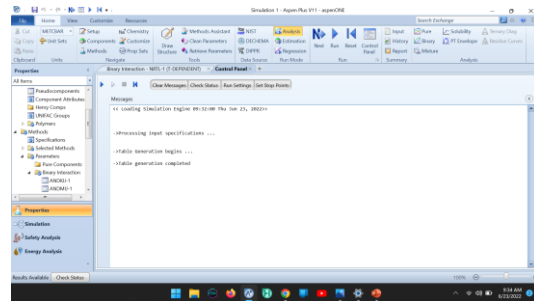 Simulation 1 - Aspen Plus V11 - aspenONE
File Home View Customize Resources Search Exchange
Cut METCBAR Setup Na+ Chemistry Methods Assistant NIST Analysis Input Pure Solubility Ternary Diag
Copy Unit Sets Components Customize Clean Parameters DECHEMA Estimation History Binary PT Envelope Residue Curves
Paste Methods Prop Sets Draw Structure Retrieve Parameters DIPPR Regression Next Run Reset Control Panel Report Mixture
Clipboard Units Navigate Tools Data Source Run Mode Run Summary Analysis
Properties
Binary Interaction - NRTL-1 (T-DEPENDENT) Control Panel
All Items
Clear Messages Check Status Run Settings Set Stop Points
Pseudocomponents
Component Attributes
Henry Comps
UNIFAC Groups
Polymers
Methods
Specifications
Selected Methods
Parameters
Pure Components
Binary Interaction
ANDKIJ-1
ANDMIJ-1
Messages
<< Loading Simulation Engine 09:32:00 Thu Jun 23, 2022>>
->Processing input specifications ...
->Table Generation begins ...
->Table generation completed
Properties
Simulation
Safety Analysis
Energy Analysis
Results Available Check Status
100%
9:34 AM
6/23/2022